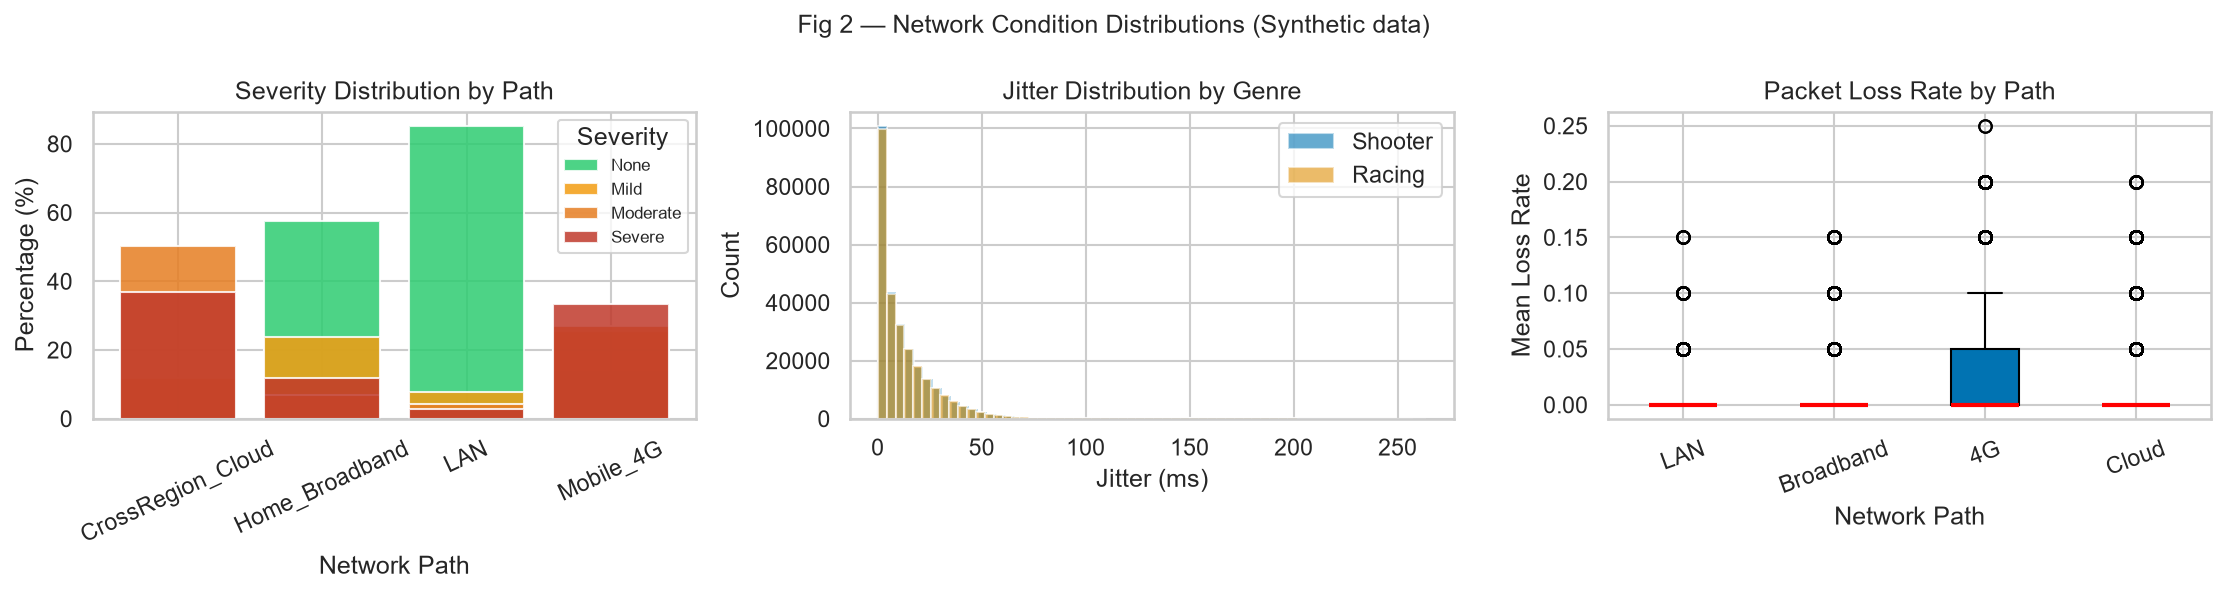 Fig 2 — Network Condition Distributions (Synthetic data)
Severity Distribution by Path
Percentage (%)
80
60
40
20
0
Severity
None
Mild
Moderate
Severe
CrossRegion_Cloud
Home_Broadband
LAN
Mobile_4G
Network Path
Jitter Distribution by Genre
Count
100000
80000
60000
40000
20000
0
Shooter
Racing
0
50
100
150
200
250
Jitter (ms)
Packet Loss Rate by Path
Mean Loss Rate
0.25
0.20
0.15
0.10
0.05
0.00
LAN
Broadband
4G
Cloud
Network Path